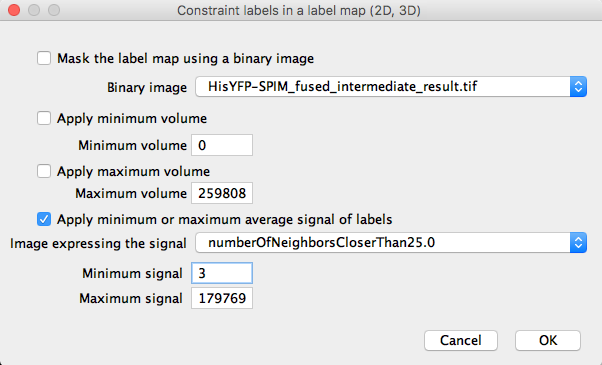 Constraint labels in a label map (2D, 3D)
Mask the label map using a binary image
Binary image HisYFP-SPIM_fused_intermediate_result.tif
Apply minimum volume
Minimum volume 0
Apply maximum volume
Maximum volume 259808
Apply minimum or maximum average signal of labels
Image expressing the signal numberOfNeighborsCloserThan25.0
Minimum signal 3
Maximum signal 179769
Cancel OK